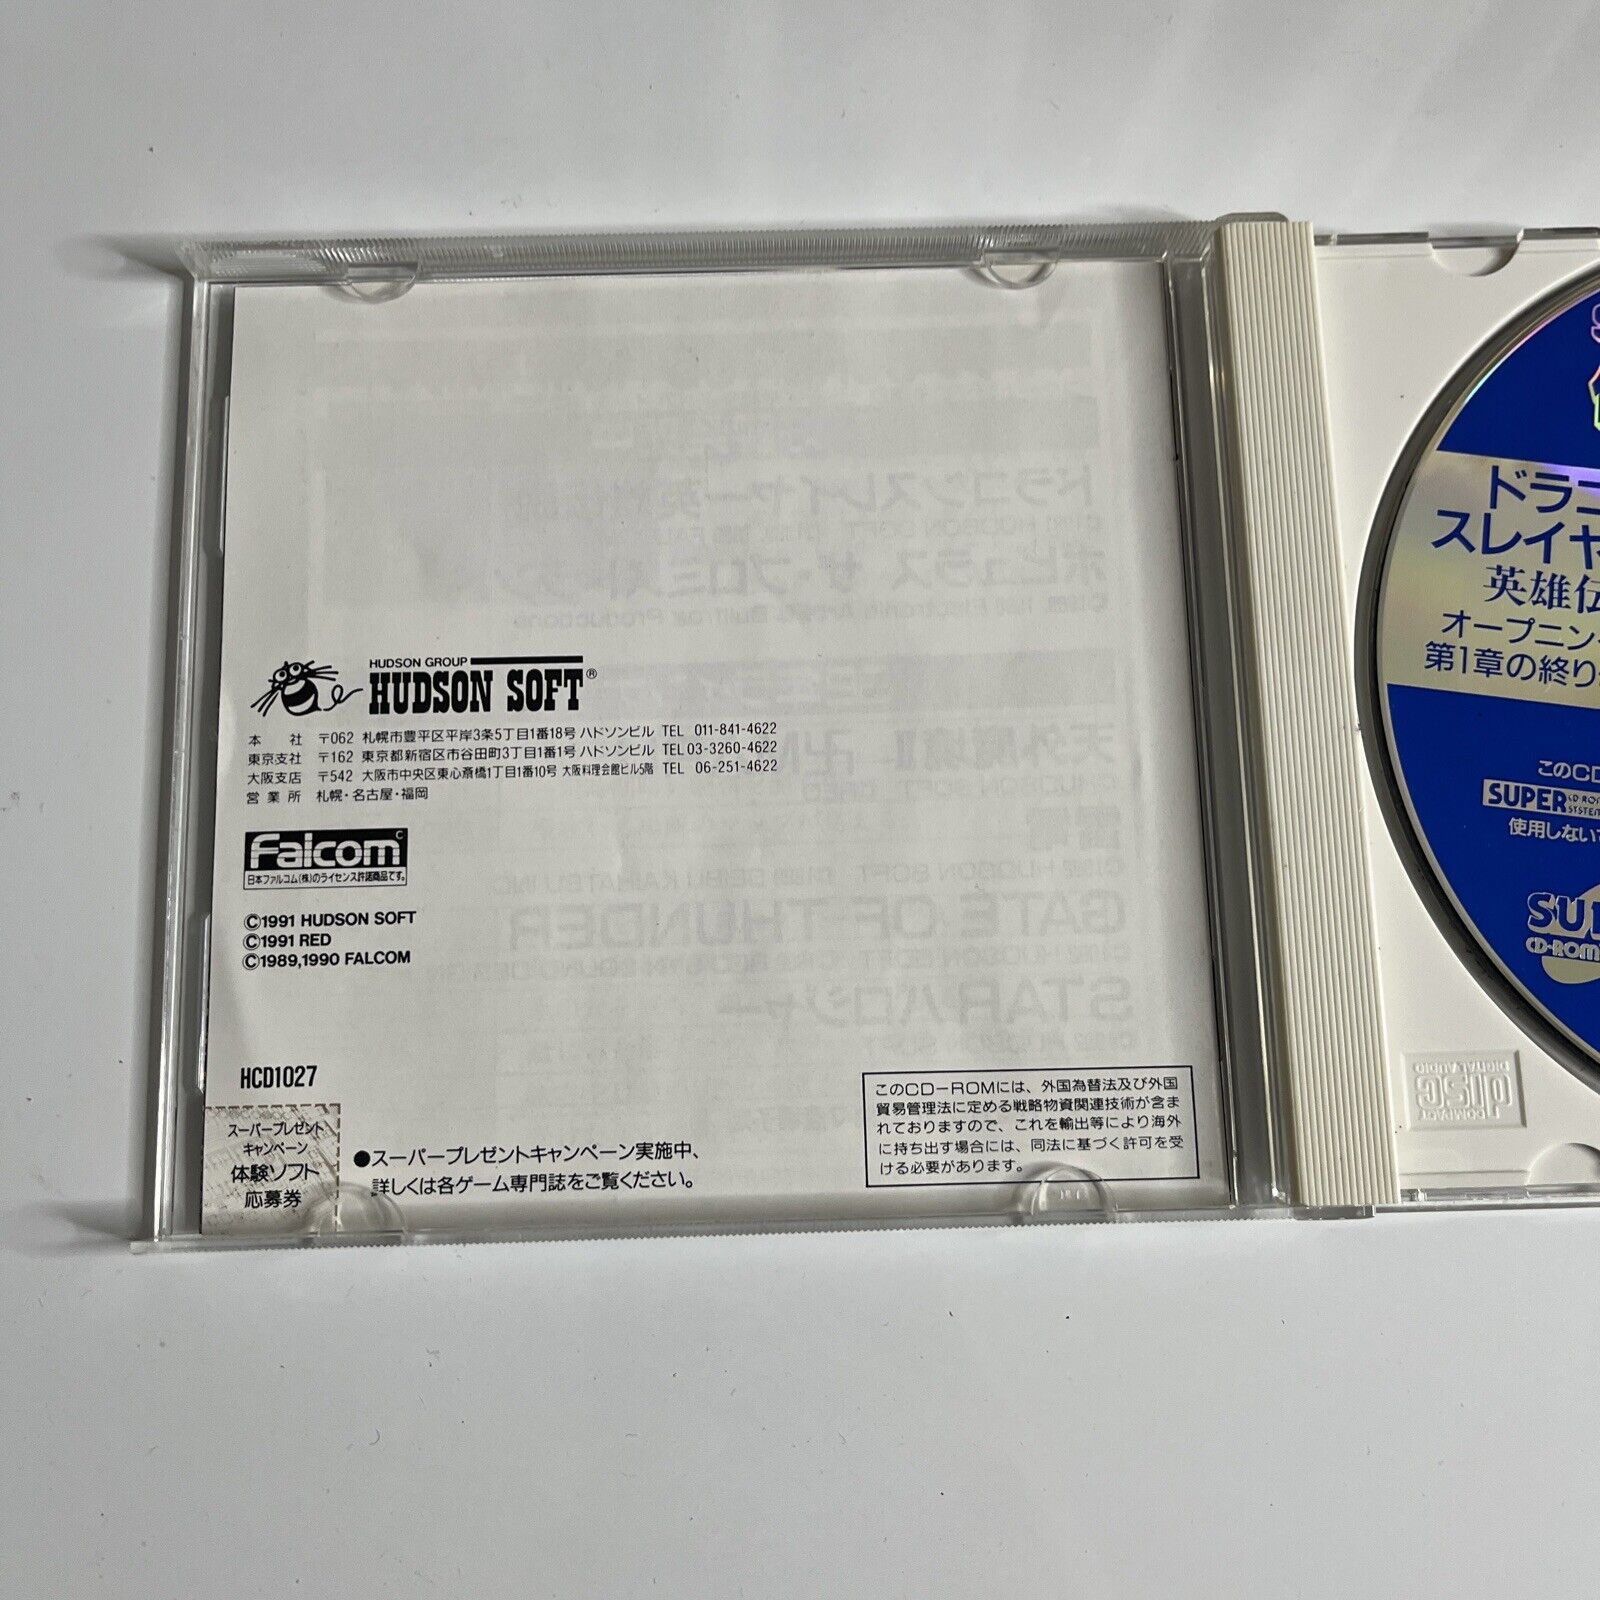 HUDSON GROUP
HUDSON SOFT®
本 社 〒062 札幌市豊平区平岸3条5丁目1番18号 ハドソンビル TEL 011-841-4622
東京支社 〒162 東京都新宿区市谷田町3丁目1番1号 ハドソンビル TEL 03-3260-4622
大阪支店 〒542 大阪市中央区東心斎橋1丁目1番10号 大阪料理会館ビル5階 TEL 06-251-4622
営業所 札幌・名古屋・福岡
Falcom C
日本ファルコム(株)のライセンス許諾商品です。
©1991 HUDSON SOFT
©1991 RED
©1989,1990 FALCOM
HCD1027
スーパープレゼント
キャンペーン
体験ソフト
応募券
●スーパープレゼントキャンペーン実施中、
詳しくは各ゲーム専門誌をご覧ください。
このCD-ROMには、外国為替法及び外国
貿易管理法に定める戦略物資関連技術が含ま
れておりますので、これを輸出等により海外
に持ち出す場合には、同法に基づく許可を受
ける必要があります。
ドラゴ
スレイヤ
英雄伝
オープニン
第1章の終り
このCD
SUPER CD-ROM SYSTEM
使用しない
SU
CD-ROM
COMPACT
DISC
DIGITAL AUDIO